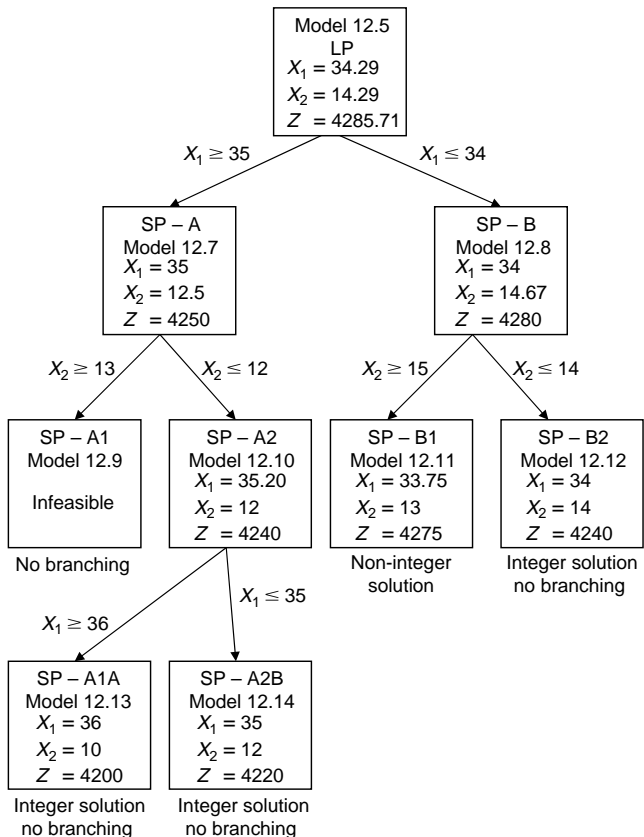 Model 12.5
LP
X₁ = 34.29
X₂ = 14.29
Z = 4285.71
X₁ ≥ 35
X₁ ≤ 34
SP – A
Model 12.7
X₁ = 35
X₂ = 12.5
Z = 4250
SP – B
Model 12.8
X₁ = 34
X₂ = 14.67
Z = 4280
X₂ ≥ 13
X₂ ≤ 12
X₂ ≥ 15
X₂ ≤ 14
SP – A1
Model 12.9
Infeasible
No branching
SP – A2
Model 12.10
X₁ = 35.20
X₂ = 12
Z = 4240
SP – B1
Model 12.11
X₁ = 33.75
X₂ = 13
Z = 4275
Non-integer
solution
SP – B2
Model 12.12
X₁ = 34
X₂ = 14
Z = 4240
Integer solution
no branching
X₁ ≥ 36
X₁ ≤ 35
SP – A1A
Model 12.13
X₁ = 36
X₂ = 10
Z = 4200
Integer solution
no branching
SP – A2B
Model 12.14
X₁ = 35
X₂ = 12
Z = 4220
Integer solution
no branching